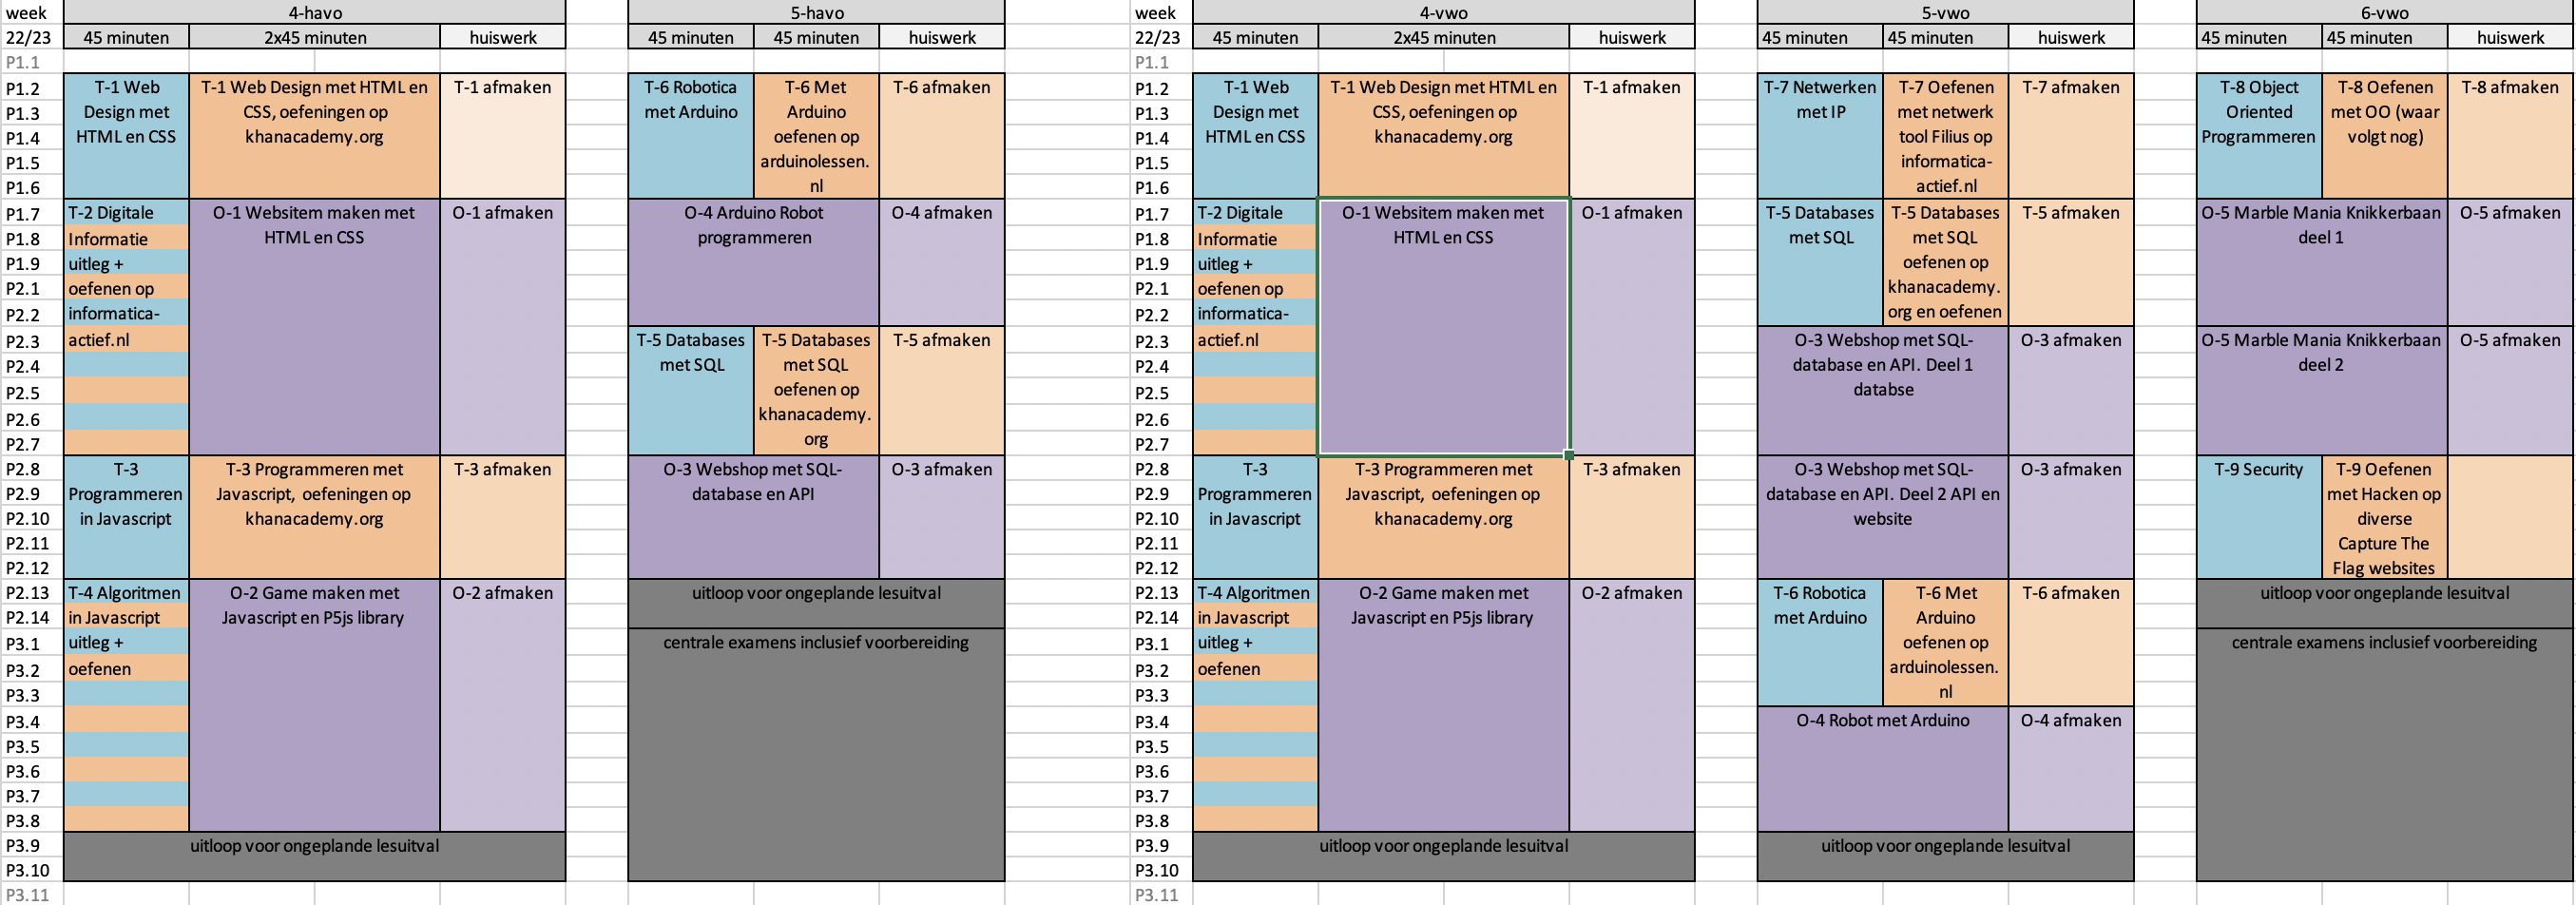 week
22/23
P1.1
P1.2
P1.3
P1.4
P1.5
P1.6
P1.7
P1.8
P1.9
P2.1
P2.2
P2.3
P2.4
P2.5
P2.6
P2.7
P2.8
P2.9
P2.10
P2.11
P2.12
P2.13
P2.14
P3.1
P3.2
P3.3
P3.4
P3.5
P3.6
P3.7
P3.8
P3.9
P3.10
P3.11
4-havo
45 minuten
2x45 minuten
huiswerk
T-1 Web
Design met
HTML en CSS
T-1 Web Design met HTML en
CSS, oefeningen op
khanacademy.org
T-1 afmaken
T-2 Digitale
Informatie
uitleg +
oefenen op
informatica-
actief.nl
O-1 Websitem maken met
HTML en CSS
O-1 afmaken
T-3
Programmeren
in Javascript
T-3 Programmeren met
Javascript, oefeningen op
khanacademy.org
T-3 afmaken
T-4 Algoritmen
in Javascript
uitleg +
oefenen
O-2 Game maken met
Javascript en P5js library
O-2 afmaken
uitloop voor ongeplande lesuitval
5-havo
45 minuten
45 minuten
huiswerk
T-6 Robotica
met Arduino
T-6 Met
Arduino
oefenen op
arduinolessen.
nl
T-6 afmaken
O-4 Arduino Robot
programmeren
O-4 afmaken
T-5 Databases
met SQL
T-5 Databases
met SQL
oefenen op
khanacademy.
org
T-5 afmaken
O-3 Webshop met SQL-
database en API
O-3 afmaken
uitloop voor ongeplande lesuitval
centrale examens inclusief voorbereiding
week
22/23
P1.1
P1.2
P1.3
P1.4
P1.5
P1.6
P1.7
P1.8
P1.9
P2.1
P2.2
P2.3
P2.4
P2.5
P2.6
P2.7
P2.8
P2.9
P2.10
P2.11
P2.12
P2.13
P2.14
P3.1
P3.2
P3.3
P3.4
P3.5
P3.6
P3.7
P3.8
P3.9
P3.10
P3.11
4-vwo
45 minuten
2x45 minuten
huiswerk
T-1 Web
Design met
HTML en CSS
T-1 Web Design met HTML en
CSS, oefeningen op
khanacademy.org
T-1 afmaken
T-2 Digitale
Informatie
uitleg +
oefenen op
informatica-
actief.nl
O-1 Websitem maken met
HTML en CSS
O-1 afmaken
T-3
Programmeren
in Javascript
T-3 Programmeren met
Javascript, oefeningen op
khanacademy.org
T-3 afmaken
T-4 Algoritmen
in Javascript
uitleg +
oefenen
O-2 Game maken met
Javascript en P5js library
O-2 afmaken
uitloop voor ongeplande lesuitval
5-vwo
45 minuten
45 minuten
huiswerk
T-7 Netwerken
met IP
T-7 Oefenen
met netwerk
tool Filius op
informatica-
actief.nl
T-7 afmaken
T-5 Databases
met SQL
T-5 Databases
met SQL
oefenen op
khanacademy.
org en oefenen
T-5 afmaken
O-3 Webshop met SQL-
database en API. Deel 1
databse
O-3 afmaken
O-3 Webshop met SQL-
database en API. Deel 2 API en
website
O-3 afmaken
T-6 Robotica
met Arduino
T-6 Met
Arduino
oefenen op
arduinolessen.
nl
T-6 afmaken
O-4 Robot met Arduino
O-4 afmaken
uitloop voor ongeplande lesuitval
6-vwo
45 minuten
45 minuten
huiswerk
T-8 Object
Oriented
Programmeren
T-8 Oefenen
met OO (waar
volgt nog)
T-8 afmaken
O-5 Marble Mania Knikkerbaan
deel 1
O-5 afmaken
O-5 Marble Mania Knikkerbaan
deel 2
O-5 afmaken
T-9 Security
T-9 Oefenen
met Hacken op
diverse
Capture The
Flag websites
uitloop voor ongeplande lesuitval
centrale examens inclusief voorbereiding